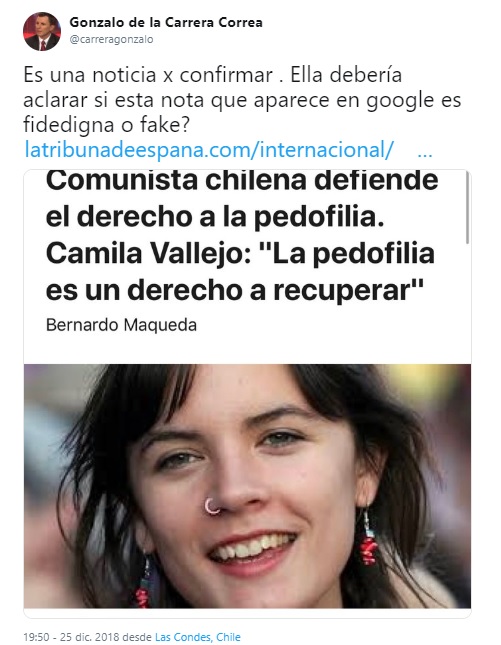 Gonzalo de la Carrera Correa
@carreragonzalo
Es una noticia x confirmar . Ella debería
aclarar si esta nota que aparece en google es
fidedigna o fake?
latribunadeespana.com/internacional/ ...
Comunista chilena defiende
el derecho a la pedofilia.
Camila Vallejo: "La pedofilia
es un derecho a recuperar"
Bernardo Maqueda
19:50 - 25 dic. 2018 desde Las Condes, Chile